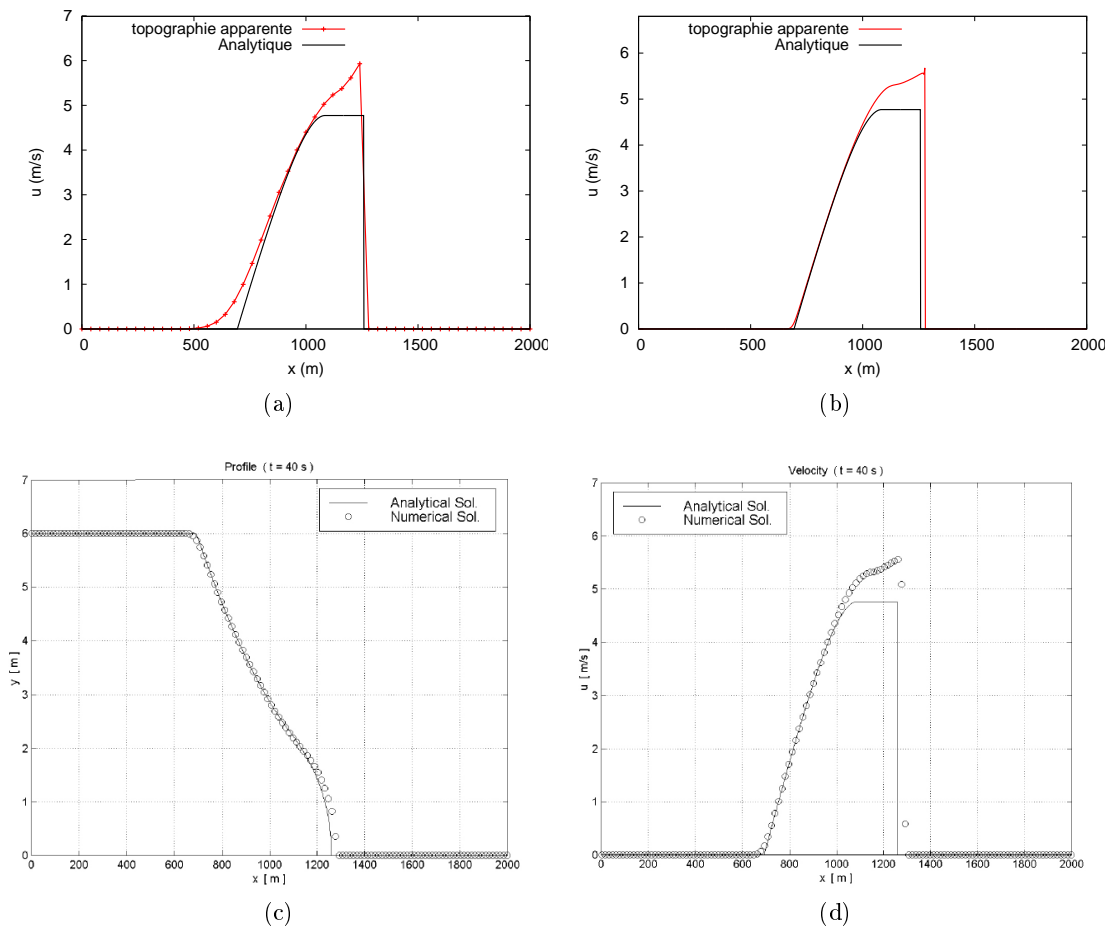 topographie apparente
Analytique
u (m/s)
7
6
5
4
3
2
1
0
0 500 1000 1500 2000
x (m)
(a)
topographie apparente
Analytique
u (m/s)
6
5
4
3
2
1
0
0 500 1000 1500 2000
x (m)
(b)
Profile ( t = 40 s )
Analytical Sol.
Numerical Sol.
y [ m ]
7
6
5
4
3
2
1
0
0 200 400 600 800 1000 1200 1400 1600 1800 2000
x [ m ]
(c)
Velocity ( t = 40 s )
Analytical Sol.
Numerical Sol.
u [ m/s ]
7
6
5
4
3
2
1
0
0 200 400 600 800 1000 1200 1400 1600 1800 2000
x [ m ]
(d)